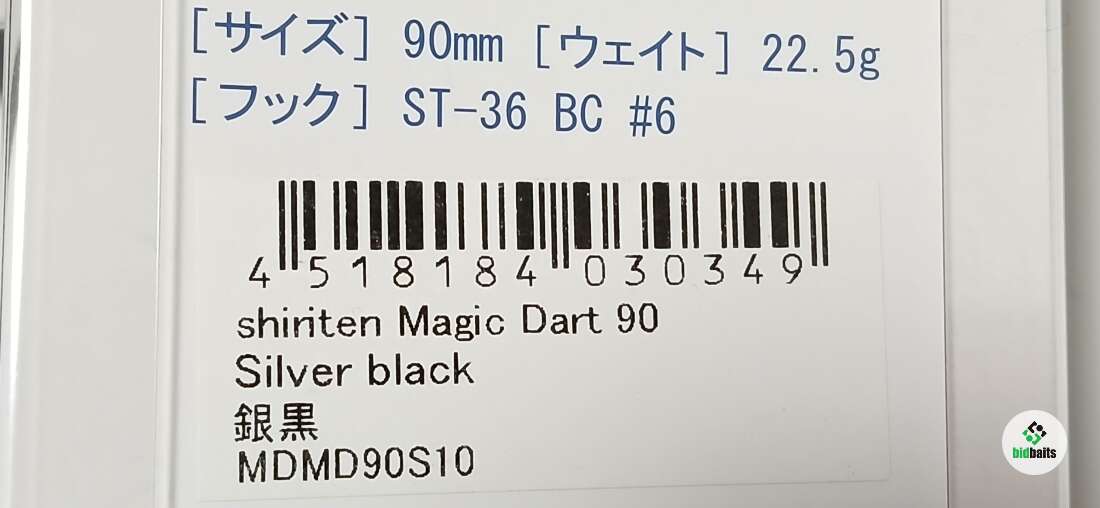 [サイズ] 90mm [ウェイト] 22.5g
[フック] ST-36 BC #6
4 518184 030349
shiriten Magic Dart 90
Silver black
銀黒
MDMD90S10
bidbaits